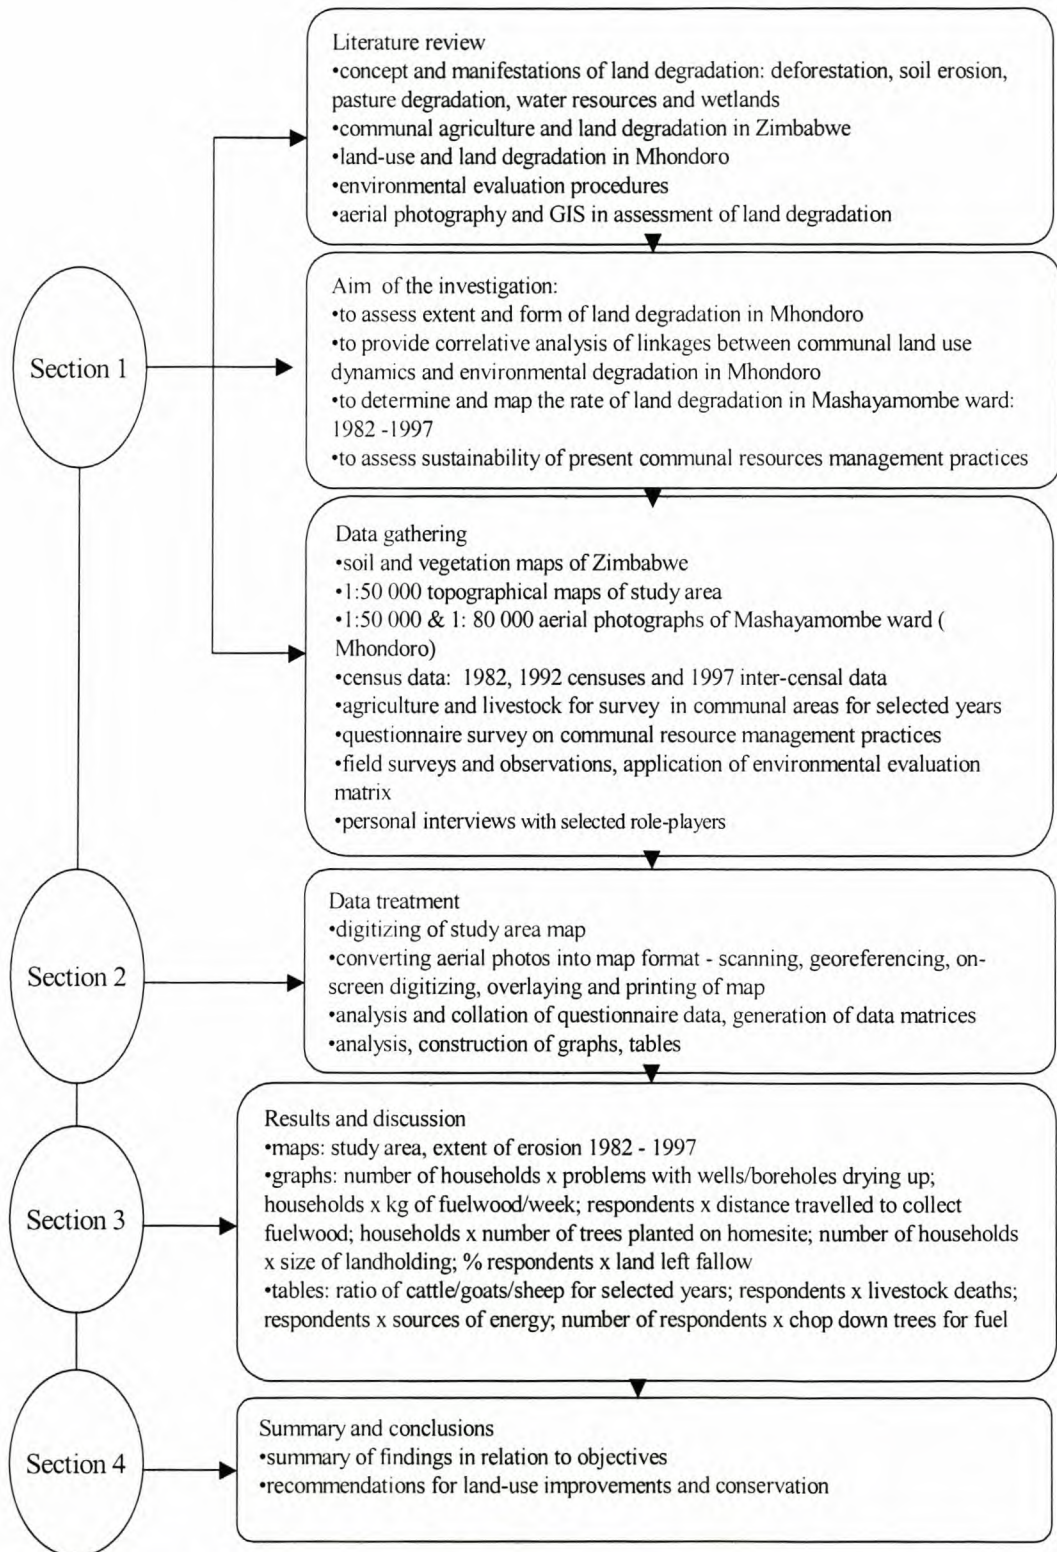 Literature review
•concept and manifestations of land degradation: deforestation, soil erosion,
pasture degradation, water resources and wetlands
•communal agriculture and land degradation in Zimbabwe
•land-use and land degradation in Mhondoro
•environmental evaluation procedures
•aerial photography and GIS in assessment of land degradation
Section 1
Aim of the investigation:
•to assess extent and form of land degradation in Mhondoro
•to provide correlative analysis of linkages between communal land use
dynamics and environmental degradation in Mhondoro
•to determine and map the rate of land degradation in Mashayamombe ward:
1982 -1997
•to assess sustainability of present communal resources management practices
Data gathering
•soil and vegetation maps of Zimbabwe
•1:50 000 topographical maps of study area
•1:50 000 & 1: 80 000 aerial photographs of Mashayamombe ward (
Mhondoro)
•census data: 1982, 1992 censuses and 1997 inter-censal data
•agriculture and livestock for survey in communal areas for selected years
•questionnaire survey on communal resource management practices
•field surveys and observations, application of environmental evaluation
matrix
•personal interviews with selected role-players
Section 2
Data treatment
•digitizing of study area map
•converting aerial photos into map format - scanning, georeferencing, on-
screen digitizing, overlaying and printing of map
•analysis and collation of questionnaire data, generation of data matrices
•analysis, construction of graphs, tables
Section 3
Results and discussion
•maps: study area, extent of erosion 1982 - 1997
•graphs: number of households x problems with wells/boreholes drying up;
households x kg of fuelwood/week; respondents x distance travelled to collect
fuelwood; households x number of trees planted on homesite; number of households
x size of landholding; % respondents x land left fallow
•tables: ratio of cattle/goats/sheep for selected years; respondents x livestock deaths;
respondents x sources of energy; number of respondents x chop down trees for fuel
Section 4
Summary and conclusions
•summary of findings in relation to objectives
•recommendations for land-use improvements and conservation